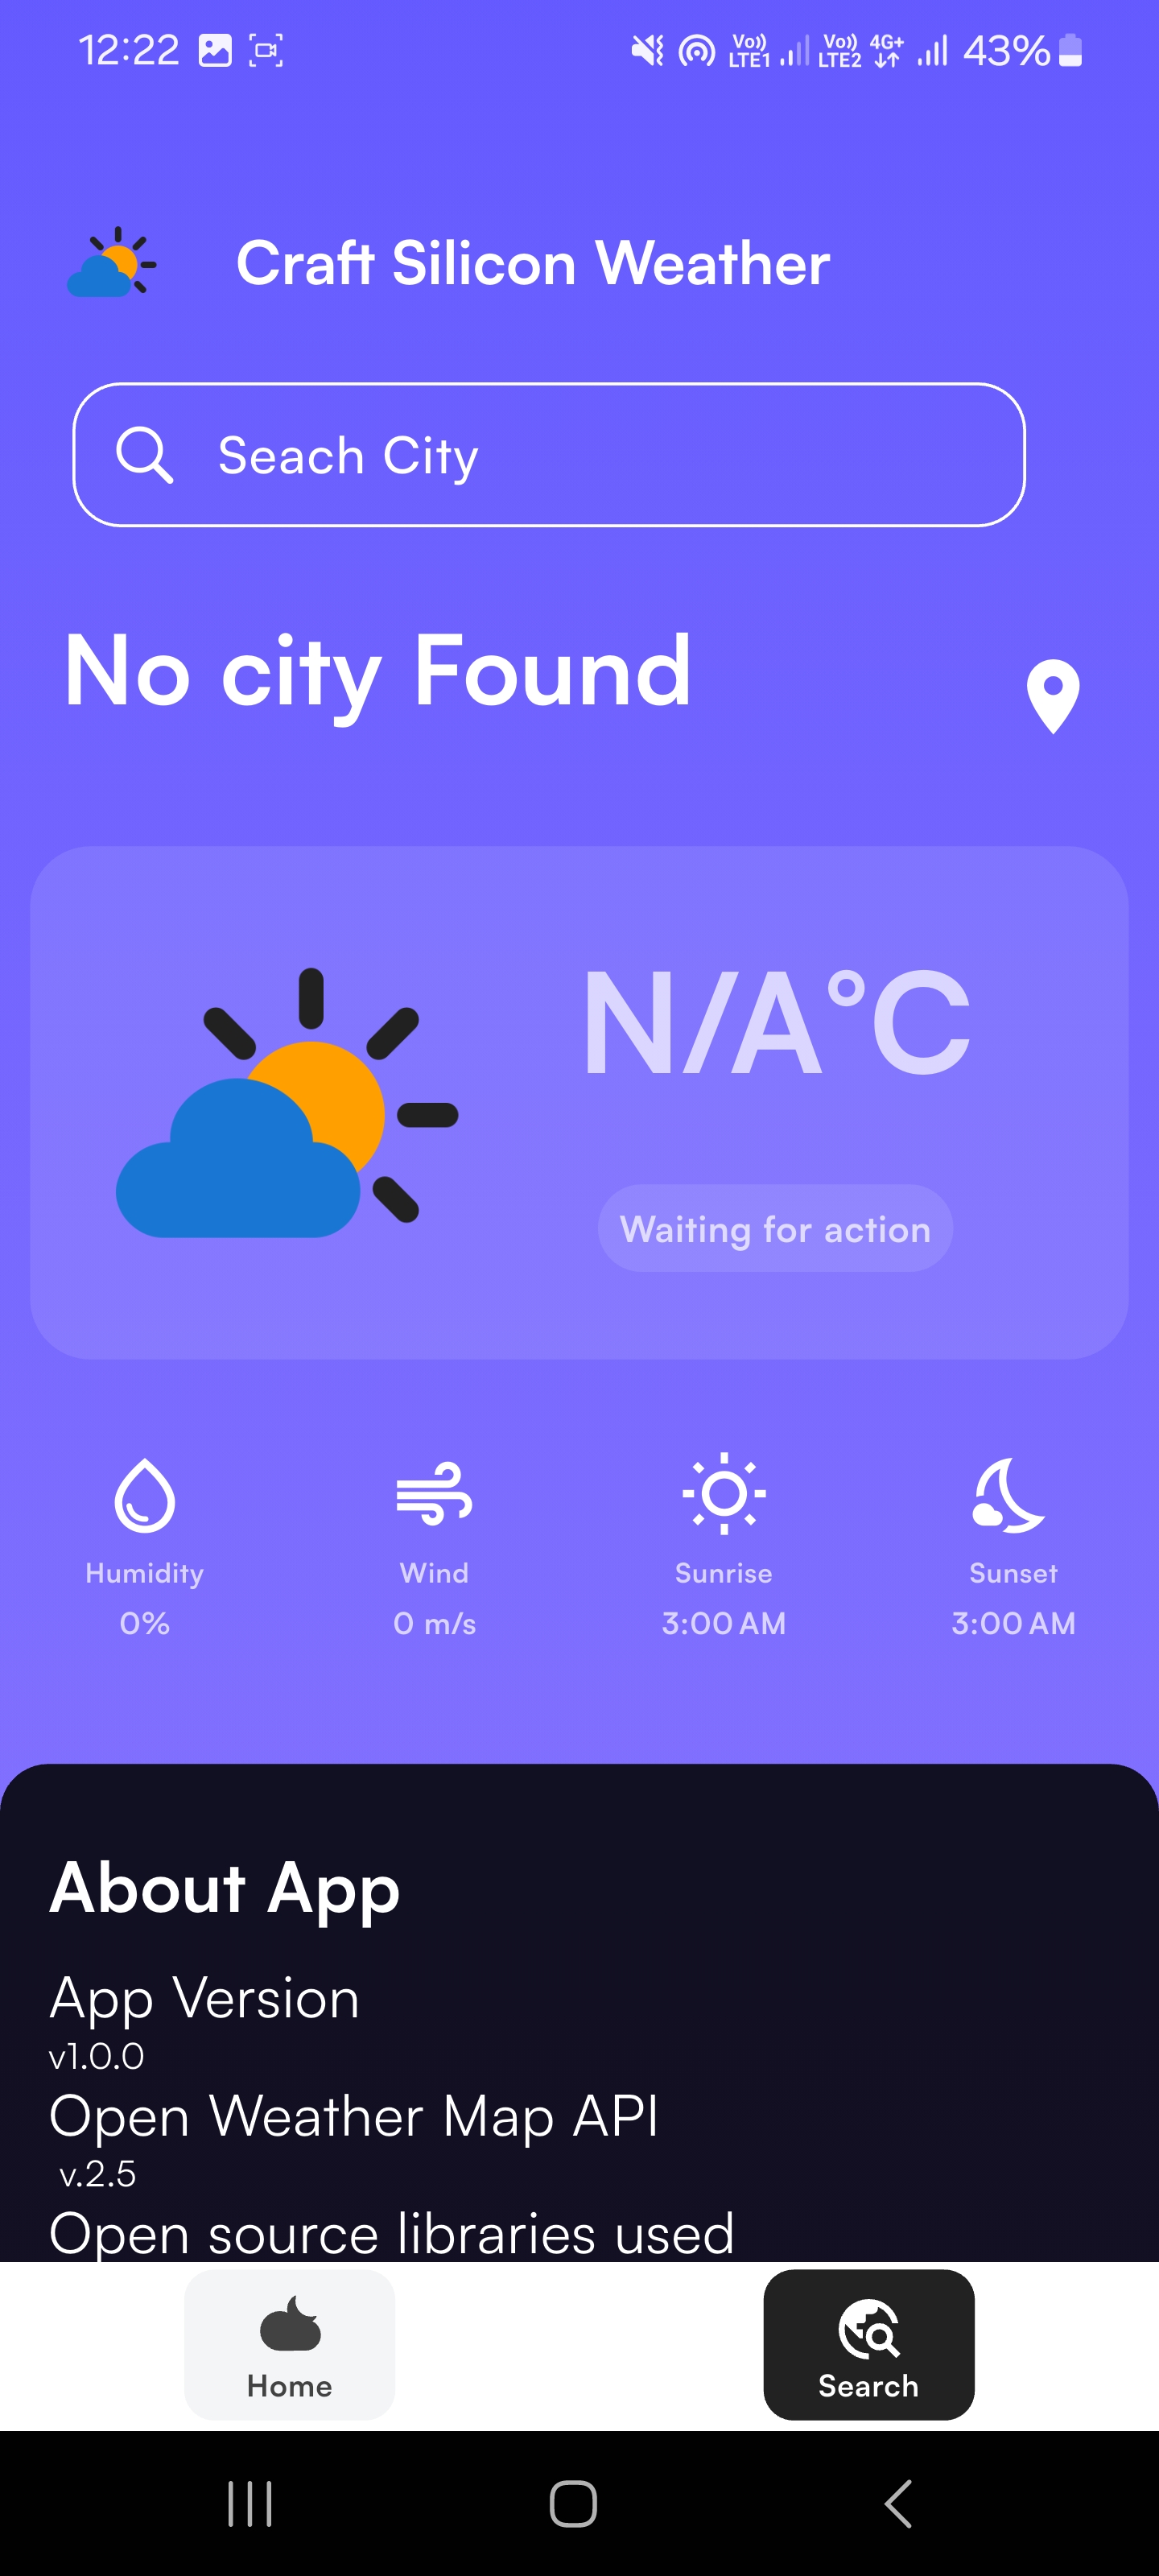 12:22 Vo)) LTE1 Vo)) LTE2 4G+ 43%
Craft Silicon Weather
Seach City
No city Found
N/A°C
Waiting for action
Humidity Wind Sunrise Sunset
0% 0 m/s 3:00 AM 3:00 AM
About App
App Version
v1.0.0
Open Weather Map API
v.2.5
Open source libraries used
Home Search